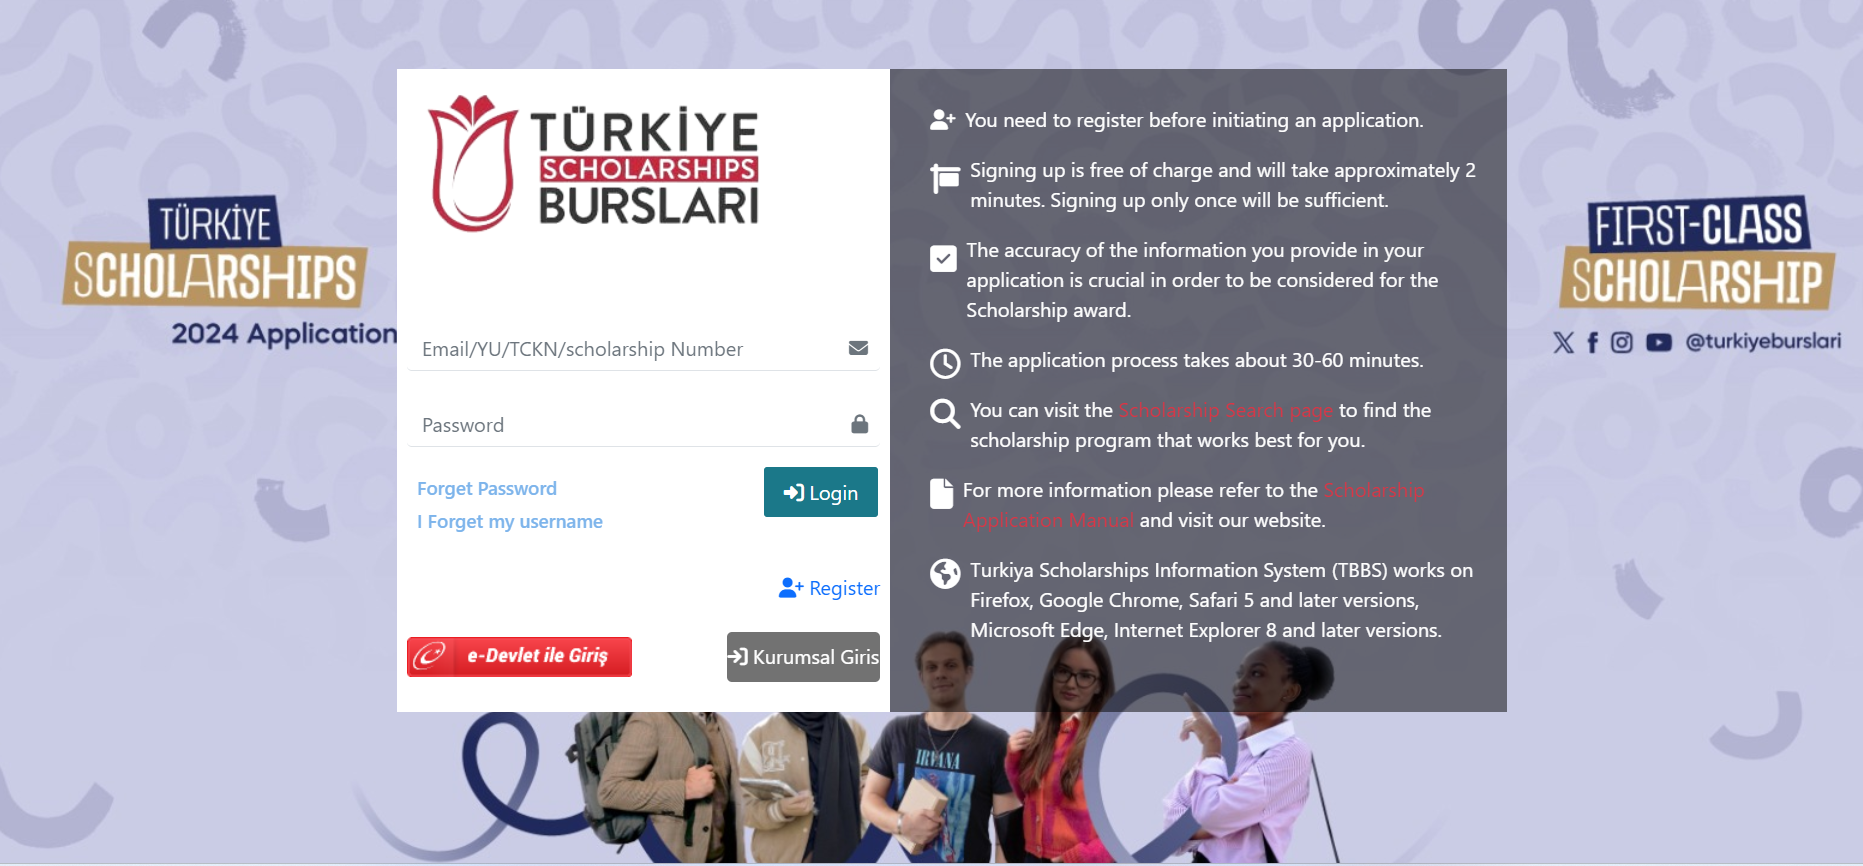 TÜRKİYE
SCHOLARSHIPS
2024 Application
TÜRKİYE
SCHOLARSHIPS
BURSLARI
Email/YU/TCKN/scholarship Number
Password
Forget Password
I Forget my username
Login
Register
e-Devlet ile Giriş
Kurumsal Giris
You need to register before initiating an application.
Signing up is free of charge and will take approximately 2
minutes. Signing up only once will be sufficient.
The accuracy of the information you provide in your
application is crucial in order to be considered for the
Scholarship award.
The application process takes about 30-60 minutes.
You can visit the Scholarship Search page to find the
scholarship program that works best for you.
For more information please refer to the Scholarship
Application Manual and visit our website.
Turkiya Scholarships Information System (TBBS) works on
Firefox, Google Chrome, Safari 5 and later versions,
Microsoft Edge, Internet Explorer 8 and later versions.
FIRST-CLASS
SCHOLARSHIP
@turkiyeburslari
NIRVANA